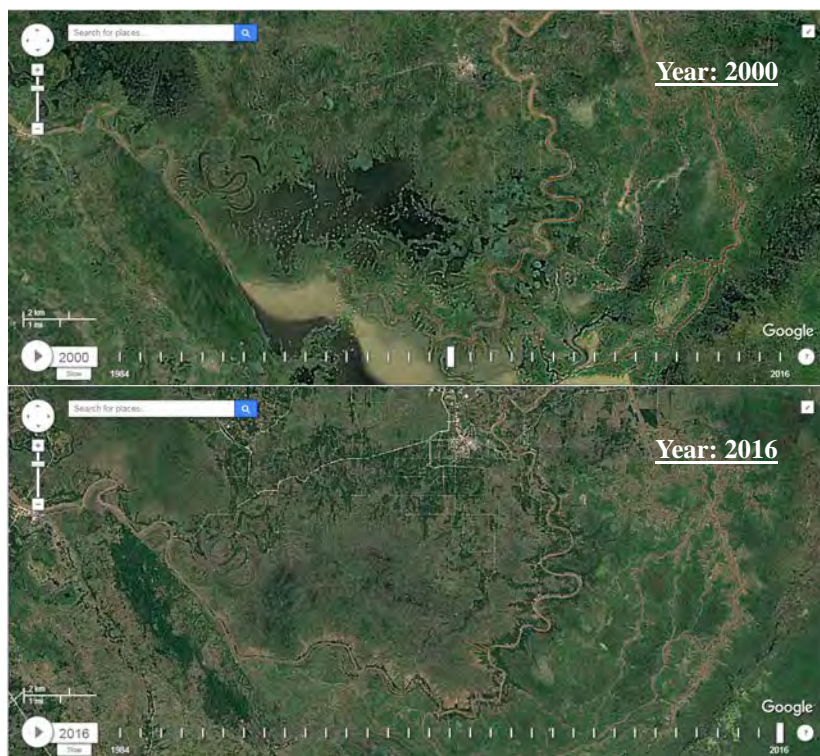 Search for places...
Year: 2000
2 km
1 mi
Google
2000
Slow
1984
2016
?
Search for places...
Year: 2016
2 km
1 mi
Google
2016
Slow
1984
2016
?